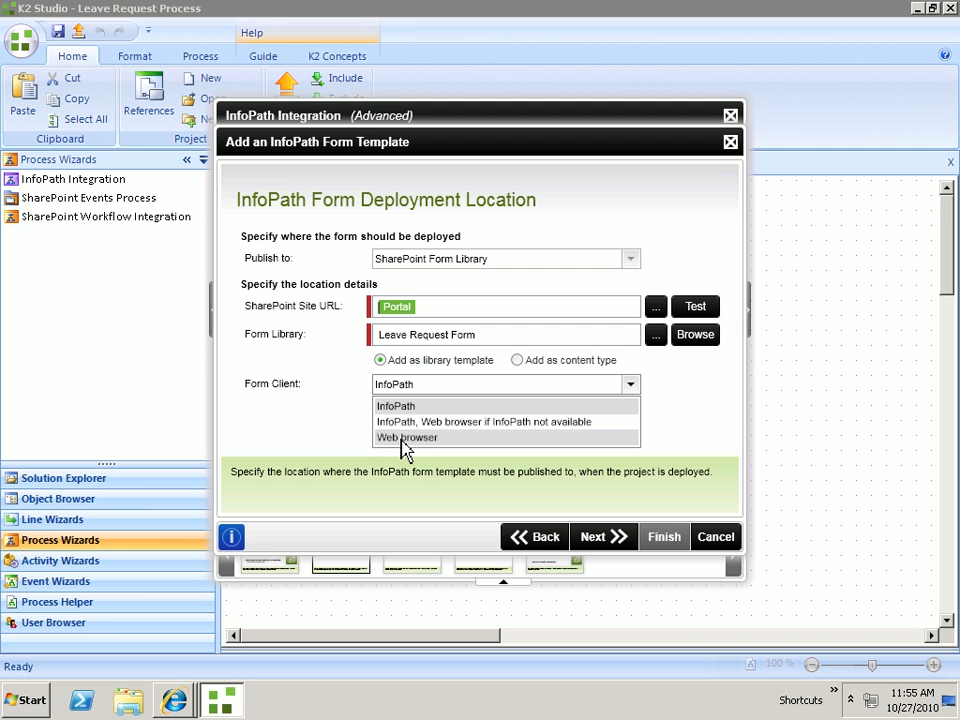 K2 Studio - Leave Request Process
Help
Home
Format
Process
Guide
K2 Concepts
Paste
Cut
Copy
Select All
Clipboard
References
New
Project
Include
Process Wizards
InfoPath Integration
SharePoint Events Process
SharePoint Workflow Integration
X
InfoPath Integration (Advanced)
Add an InfoPath Form Template
InfoPath Form Deployment Location
Specify where the form should be deployed
Publish to:
SharePoint Form Library
Specify the location details
SharePoint Site URL:
Portal
...
Test
Form Library:
Leave Request Form
...
Browse
Add as library template
Add as content type
Form Client:
InfoPath
InfoPath
InfoPath, Web browser if InfoPath not available
Web browser
Specify the location where the InfoPath form template must be published to, when the project is deployed.
Back
Next
Finish
Cancel
Solution Explorer
Object Browser
Line Wizards
Process Wizards
Activity Wizards
Event Wizards
Process Helper
User Browser
Ready
100 %
Start
Shortcuts
11:55 AM
10/27/2010